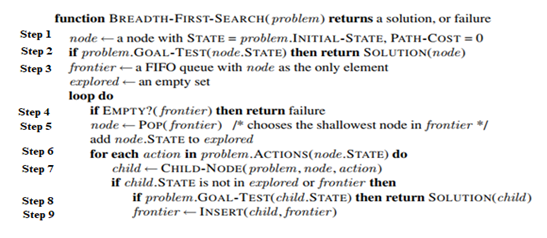 function BREADTH-FIRST-SEARCH(problem) returns a solution, or failure
Step 1 node ← a node with STATE = problem.INITIAL-STATE, PATH-COST = 0
Step 2 if problem.GOAL-TEST(node.STATE) then return SOLUTION(node)
Step 3 frontier ← a FIFO queue with node as the only element
explored ← an empty set
loop do
Step 4 if EMPTY?(frontier) then return failure
Step 5 node ← POP(frontier) /* chooses the shallowest node in frontier */
add node.STATE to explored
Step 6 for each action in problem.ACTIONS(node.STATE) do
Step 7 child ← CHILD-NODE(problem, node, action)
if child.STATE is not in explored or frontier then
Step 8 if problem.GOAL-TEST(child.STATE) then return SOLUTION(child)
Step 9 frontier ← INSERT(child, frontier)